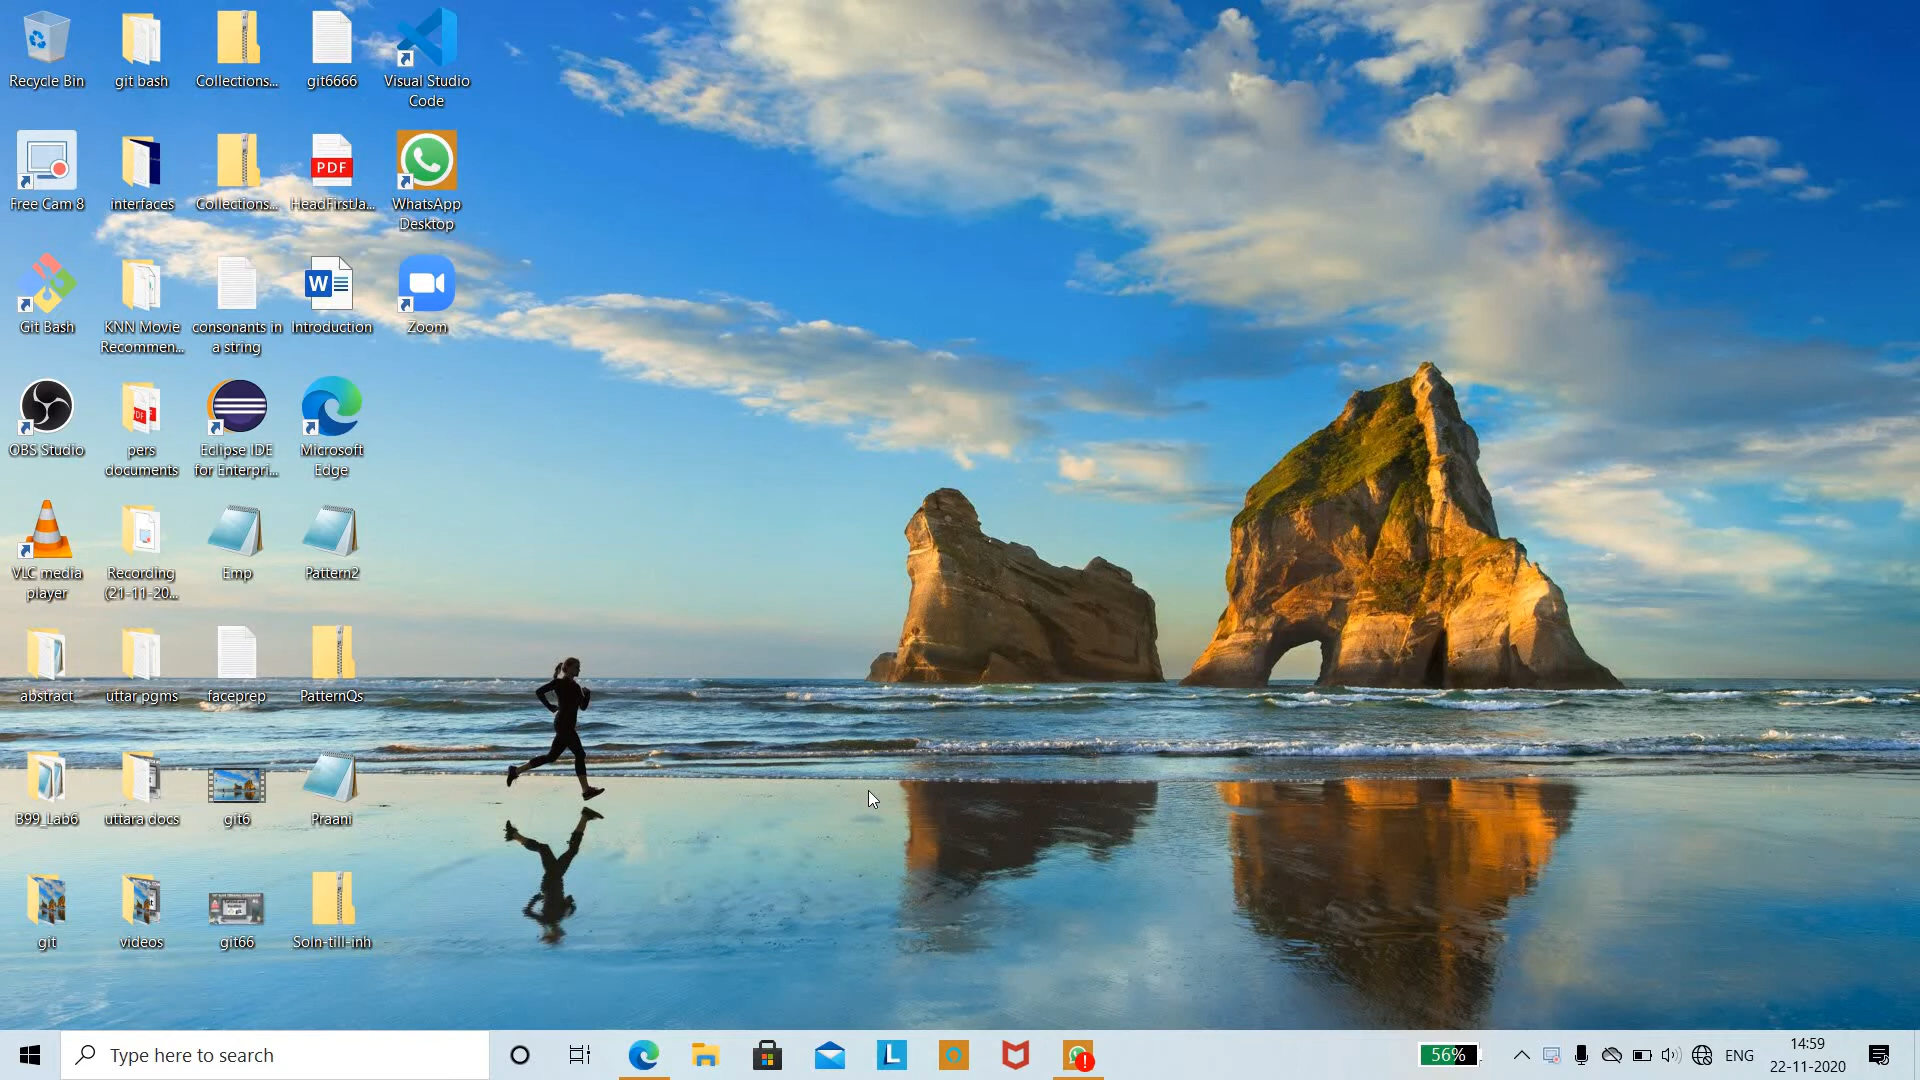 Recycle Bin
git bash
Collections...
git6666
Visual Studio
Code
Free Cam 8
interfaces
Collections...
PDF
HeadFirstJa...
WhatsApp
Desktop
Git Bash
KNN Movie
Recommen...
consonants in
a string
W
Introduction
Zoom
OBS Studio
PDF
pers
documents
Eclipse IDE
for Enterpri...
Microsoft
Edge
VLC media
player
Recording
(21-11-20...
Emp
Pattern2
abstract
uttar pgms
faceprep
PatternQs
B99_Lab6
uttara docs
git6
Praani
git
videos
git66
Soln-till-inh
Type here to search
L
56%
ENG
14:59
22-11-2020